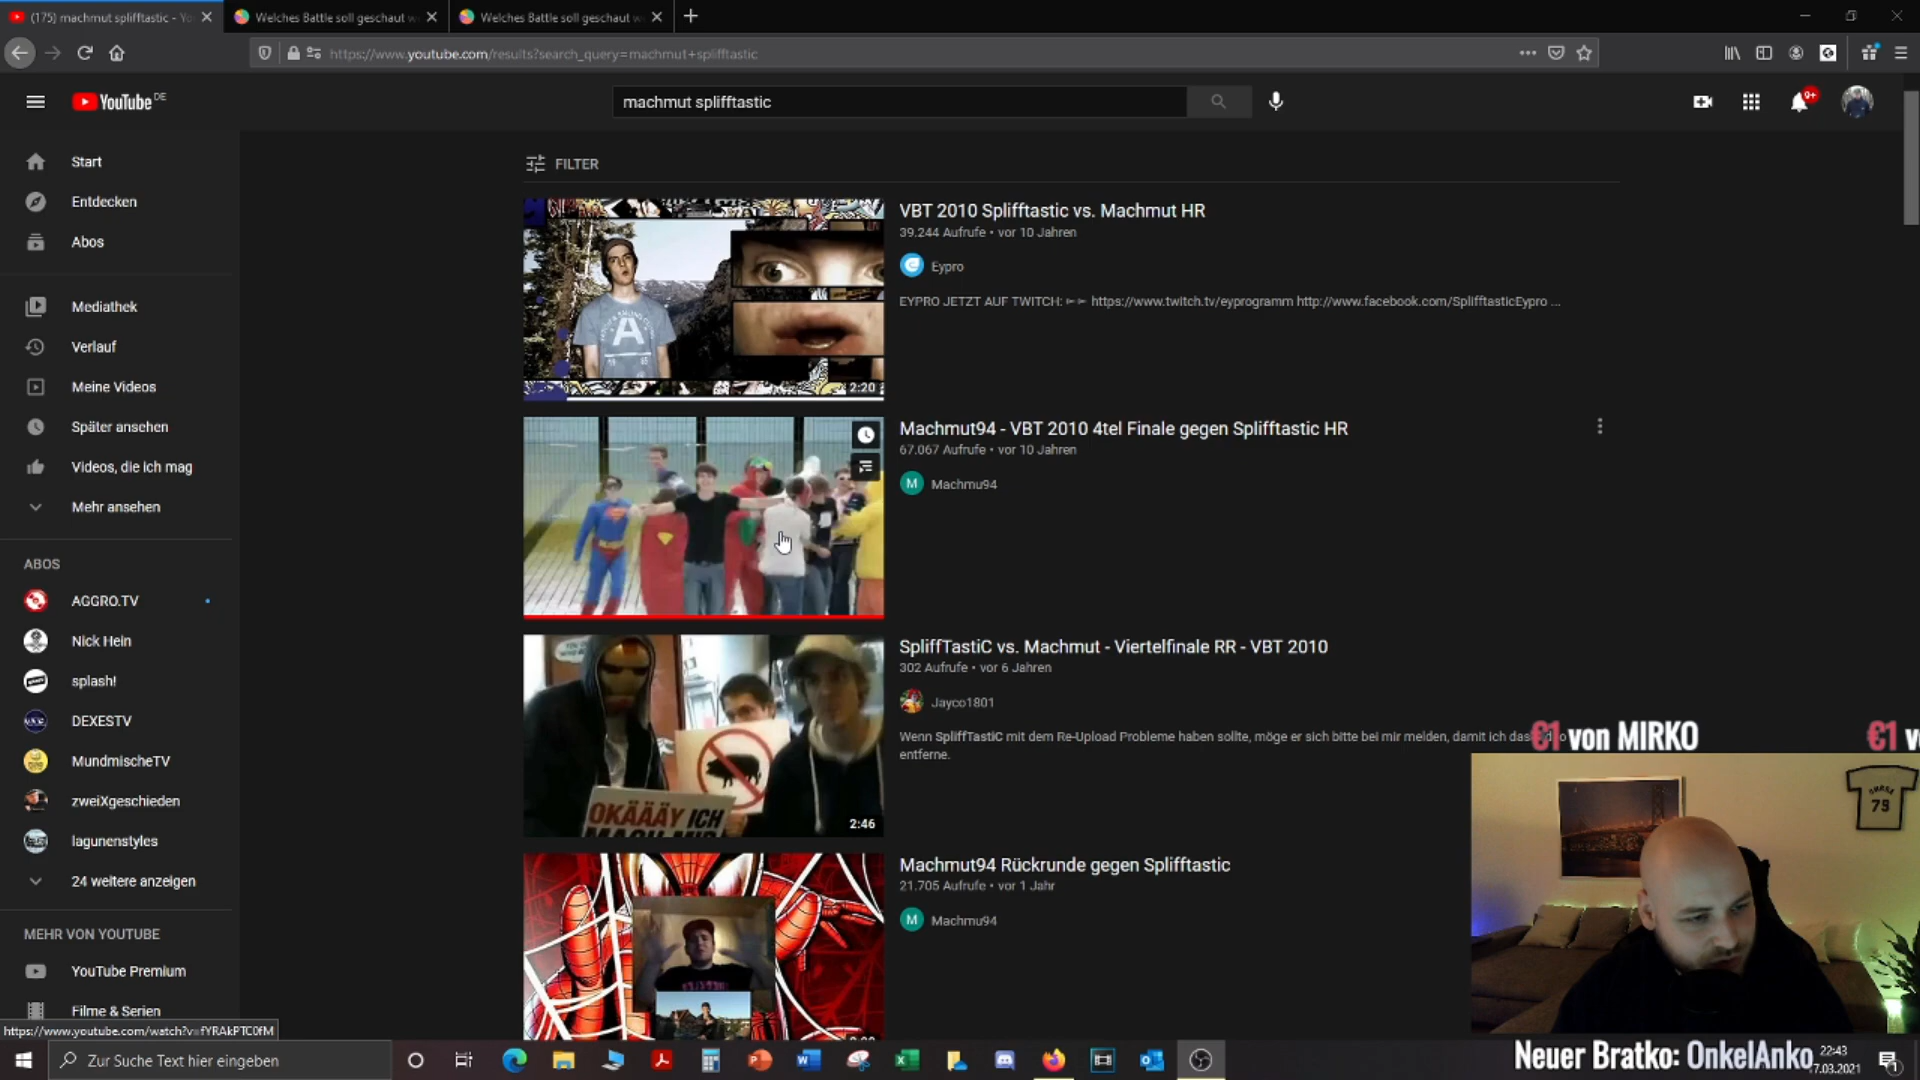 (175) machmut splifftastic - Yo
Welches Battle soll geschaut w
Welches Battle soll geschaut w
https://www.youtube.com/results?search_query=machmut+splifftastic
YouTube DE
machmut splifftastic
9+
FILTER
Start
Entdecken
Abos
Mediathek
Verlauf
Meine Videos
Später ansehen
Videos, die ich mag
Mehr ansehen
ABOS
AGGRO.TV
Nick Hein
splash!
DEXESTV
MundmischeTV
zweiXgeschieden
lagunenstyles
24 weitere anzeigen
MEHR VON YOUTUBE
YouTube Premium
Filme & Serien
https://www.youtube.com/watch?v=fYRAkPTC0fM
A
2:20
VBT 2010 Splifftastic vs. Machmut HR
39.244 Aufrufe • vor 10 Jahren
Eypro
EYPRO JETZT AUF TWITCH: ►► https://www.twitch.tv/eyprogramm http://www.facebook.com/SplifftasticEypro ...
Machmut94 - VBT 2010 4tel Finale gegen Splifftastic HR
67.067 Aufrufe • vor 10 Jahren
M Machmu94
OKÄÄÄY ICH
2:46
SpliffTastiC vs. Machmut - Viertelfinale RR - VBT 2010
302 Aufrufe • vor 6 Jahren
Jayco1801
Wenn SpliffTastiC mit dem Re-Upload Probleme haben sollte, möge er sich bitte bei mir melden, damit ich das
entferne.
Machmut94 Rückrunde gegen Splifftastic
21.705 Aufrufe • vor 1 Jahr
M Machmu94
€1 von MIRKO
€1 v
79
Neuer Bratko: OnkelAnko
Zur Suche Text hier eingeben
22:43
7.03.2021
1